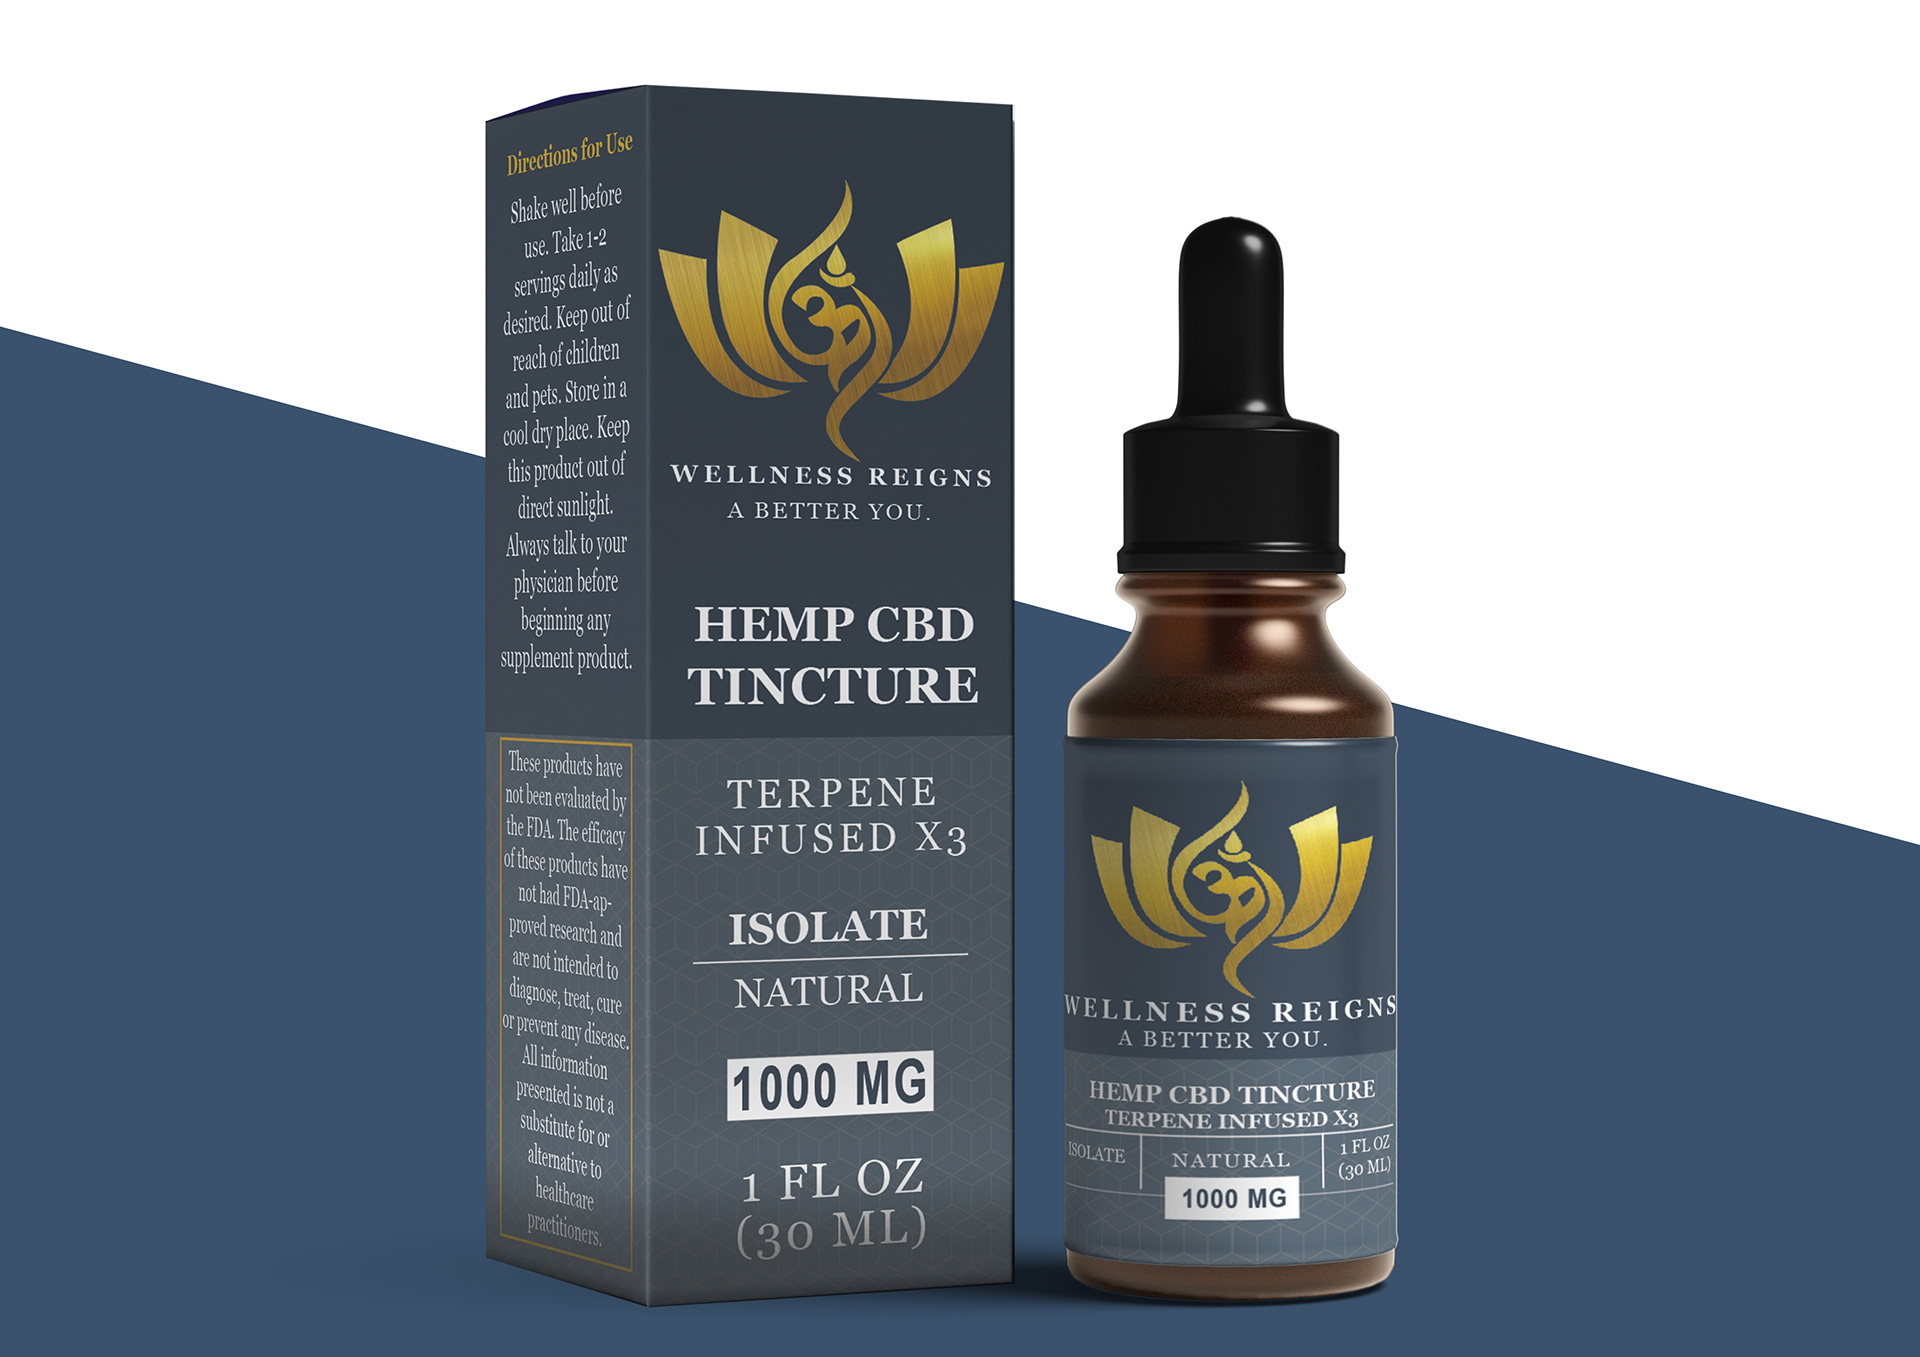 Directions for Use
Shake well before
use. Take 1-2
servings daily as
desired. Keep out of
reach of children
and pets. Store in a
cool dry place. Keep
this product out of
direct sunlight.
Always talk to your
physician before
beginning any
supplement product.
These products have
not been evaluated by
the FDA. The efficacy
of these products have
not had FDA-ap-
proved research and
are not intended to
diagnose, treat, cure
or prevent any disease.
All information
presented is not a
substitute for or
alternative to
healthcare
practitioners.
ॐ
WELLNESS REIGNS
A BETTER YOU.
HEMP CBD
TINCTURE
TERPENE
INFUSED X3
ISOLATE
NATURAL
1000 MG
1 FL OZ
(30 ML)
ॐ
WELLNESS REIGNS
A BETTER YOU.
HEMP CBD TINCTURE
TERPENE INFUSED X3
ISOLATE
NATURAL
1000 MG
1 FL OZ
(30 ML)